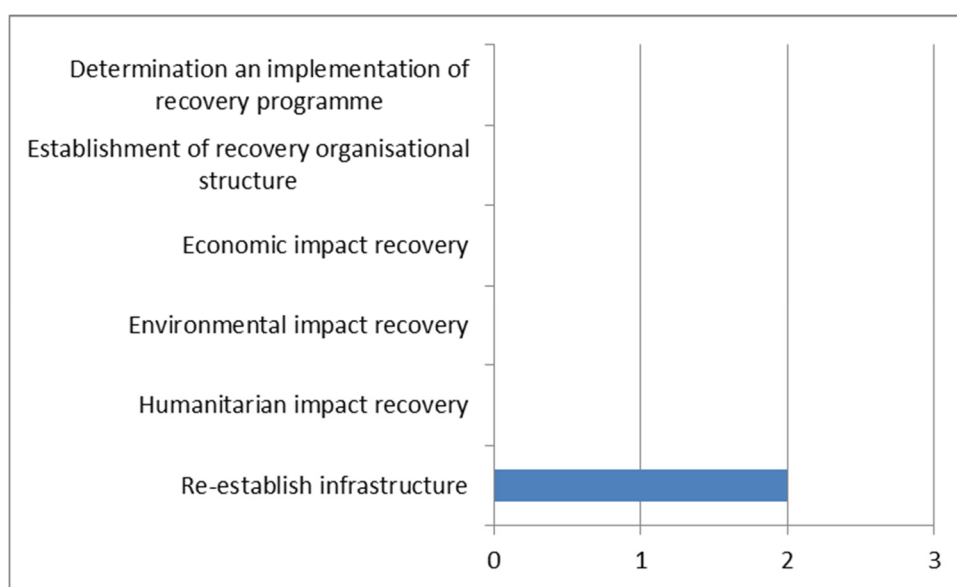 Determination an implementation of
recovery programme
Establishment of recovery organisational
structure
Economic impact recovery
Environmental impact recovery
Humanitarian impact recovery
Re-establish infrastructure
0 1 2 3